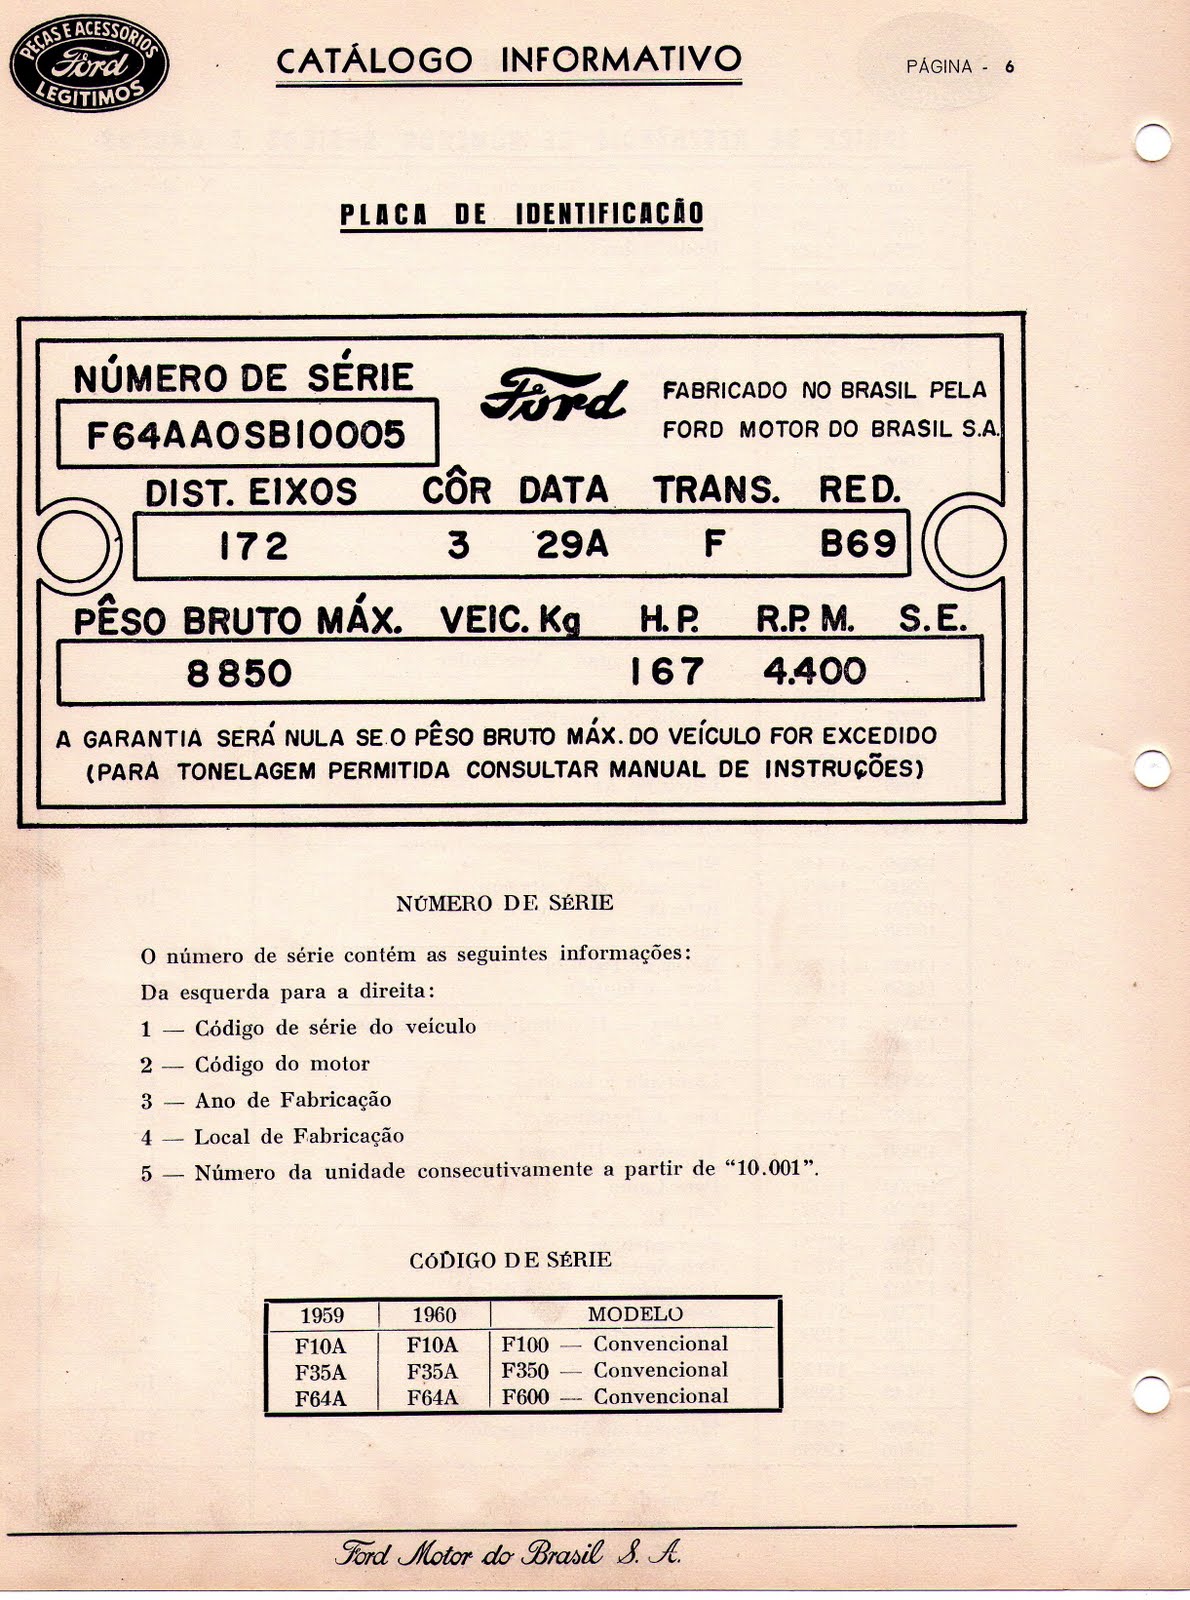 PEÇAS E ACESSÓRIOS
Ford
LEGITIMOS
CATÁLOGO INFORMATIVO
PÁGINA - 6
PLACA DE IDENTIFICAÇÃO
NÚMERO DE SÉRIE
F64AAOSB10005
Ford
FABRICADO NO BRASIL PELA
FORD MOTOR DO BRASIL S.A.
DIST. EIXOS CÔR DATA TRANS. RED.
172 3 29A F B69
PÊSO BRUTO MÁX. VEIC. Kg H.P. R.P.M. S.E.
8850 167 4.400
A GARANTIA SERÁ NULA SE O PÊSO BRUTO MÁX. DO VEÍCULO FOR EXCEDIDO
(PARA TONELAGEM PERMITIDA CONSULTAR MANUAL DE INSTRUÇÕES)
NÚMERO DE SÉRIE
O número de série contém as seguintes informações:
Da esquerda para a direita:
1 — Código de série do veículo
2 — Código do motor
3 — Ano de Fabricação
4 — Local de Fabricação
5 — Número da unidade consecutivamente a partir de “10.001”.
CÓDIGO DE SÉRIE
1959 1960 MODELO
F10A F10A F100 — Convencional
F35A F35A F350 — Convencional
F64A F64A F600 — Convencional
Ford Motor do Brasil S. A.